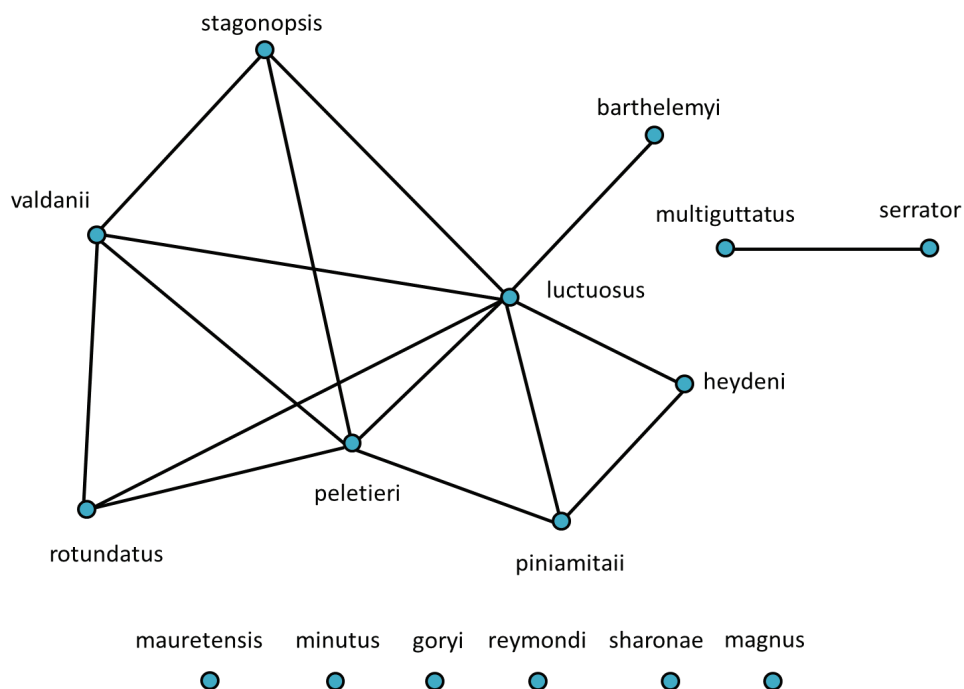 stagonopsis
barthelemyi
valdanii
multiguttatus
serrator
luctuosus
heydeni
peletieri
rotundatus
piniamitaii
mauretensis
minutus
goryi
reymondi
sharonae
magnus